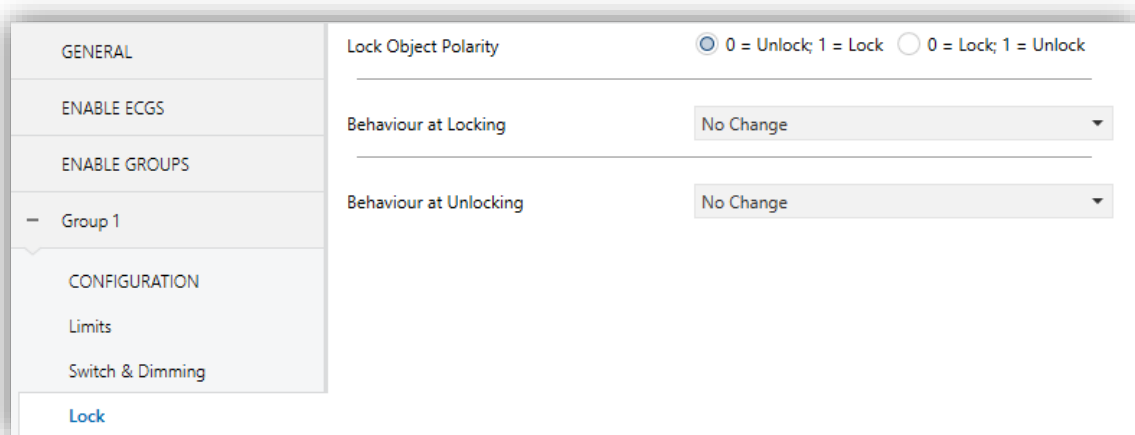 GENERAL
ENABLE ECGS
ENABLE GROUPS
− Group 1
CONFIGURATION
Limits
Switch & Dimming
Lock
Lock Object Polarity 0 = Unlock; 1 = Lock 0 = Lock; 1 = Unlock
Behaviour at Locking No Change
Behaviour at Unlocking No Change